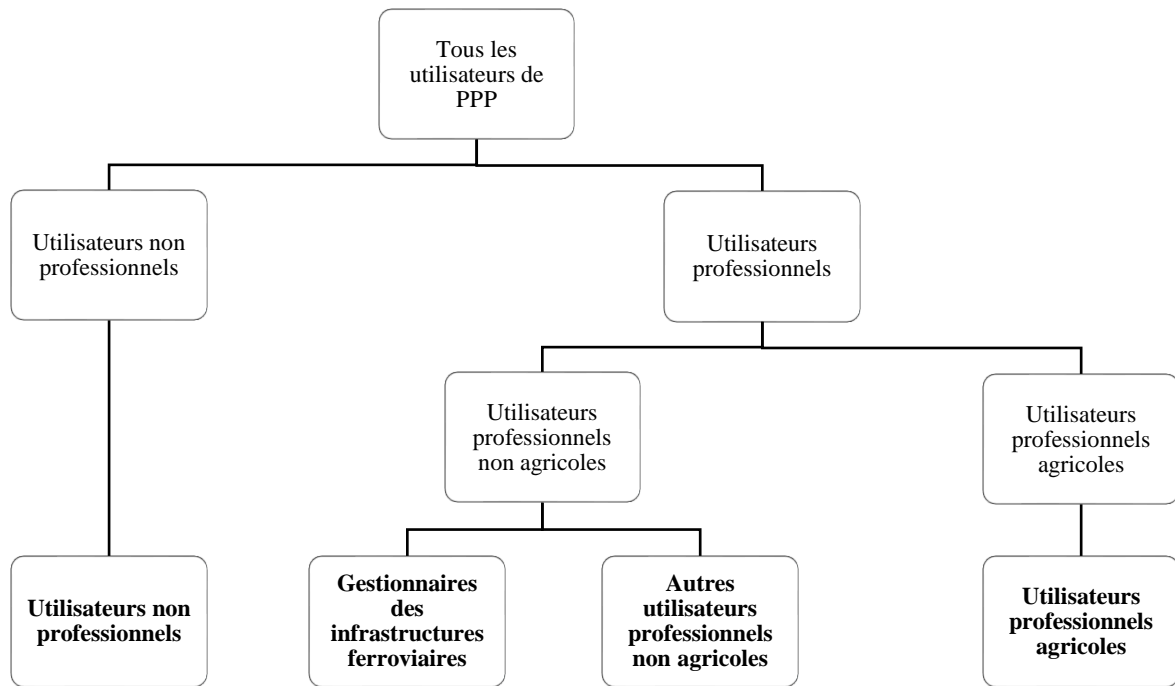 Tous les
utilisateurs de
PPP
Utilisateurs non
professionnels
Utilisateurs
professionnels
Utilisateurs
professionnels
non agricoles
Utilisateurs
professionnels
agricoles
Utilisateurs non
professionnels
Gestionnaires
des
infrastructures
ferroviaires
Autres
utilisateurs
professionnels
non agricoles
Utilisateurs
professionnels
agricoles